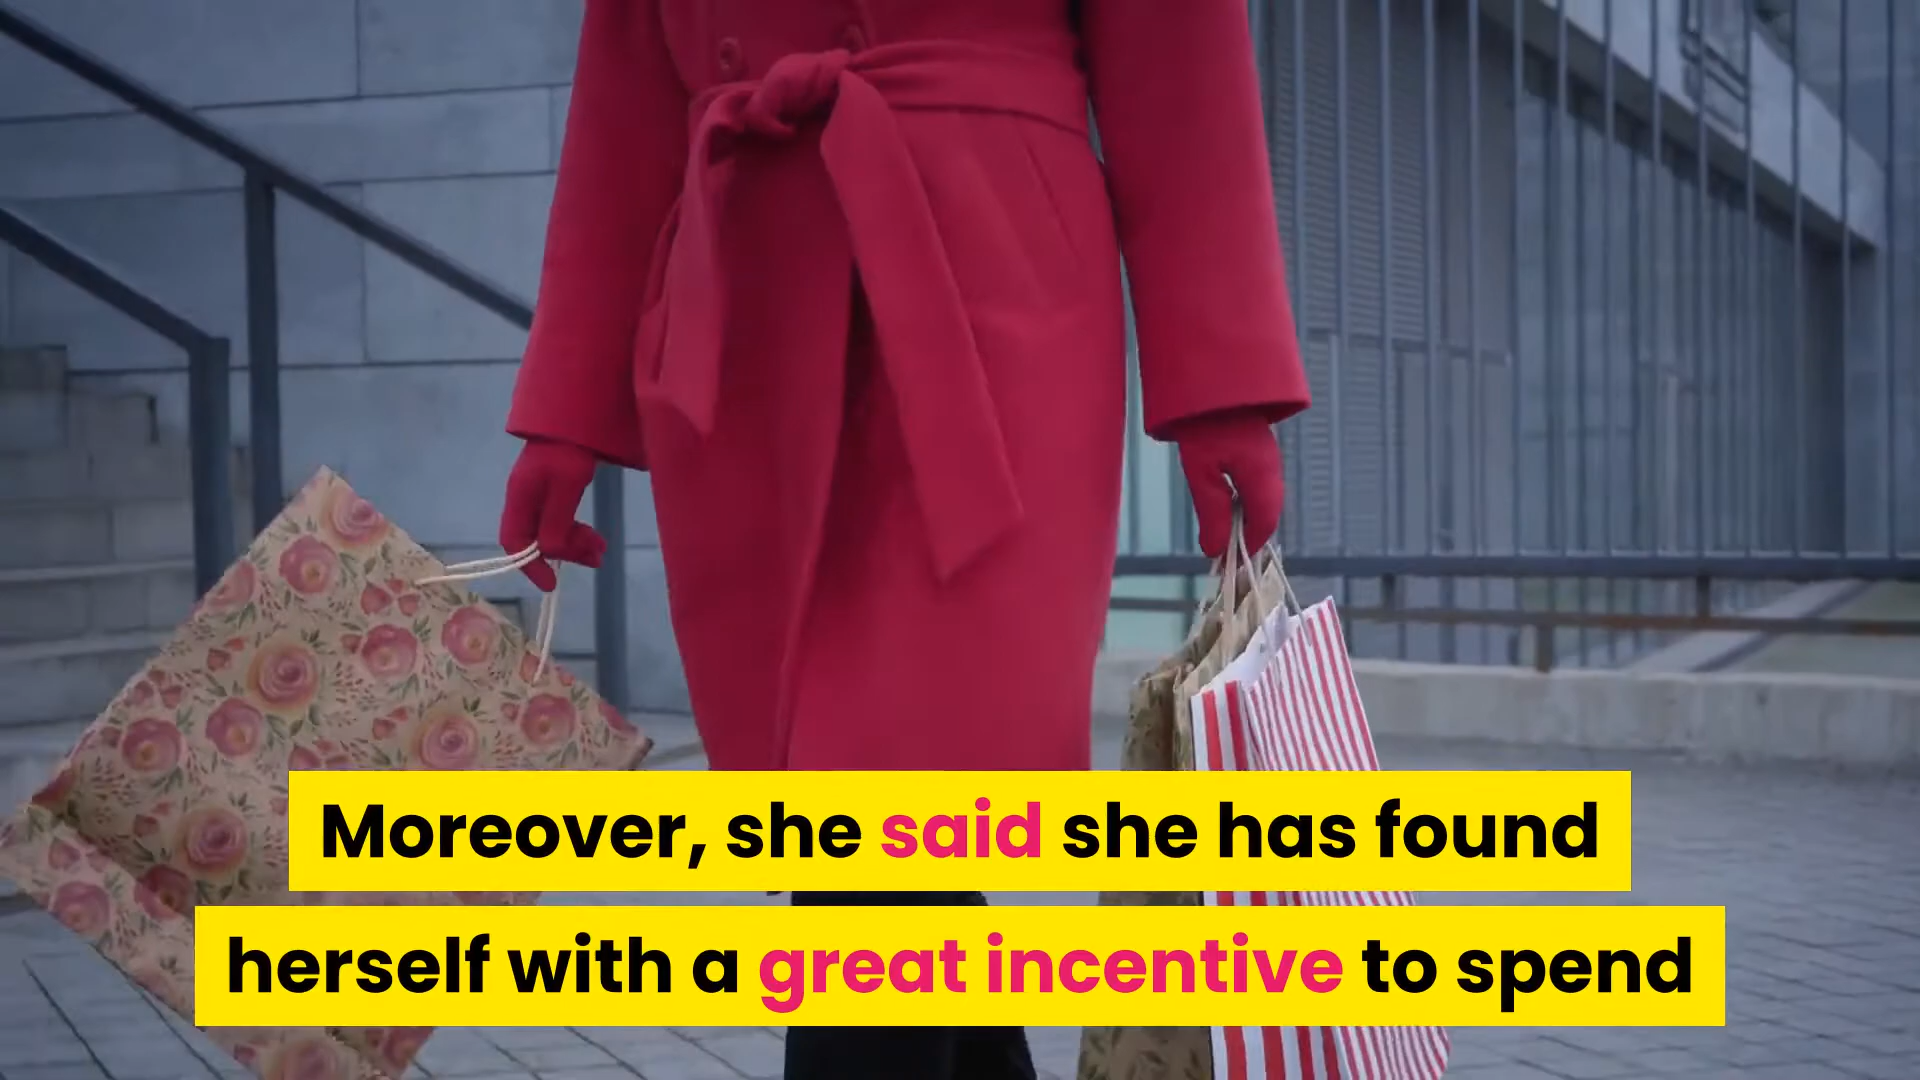 Moreover, she said she has found
herself with a great incentive to spend